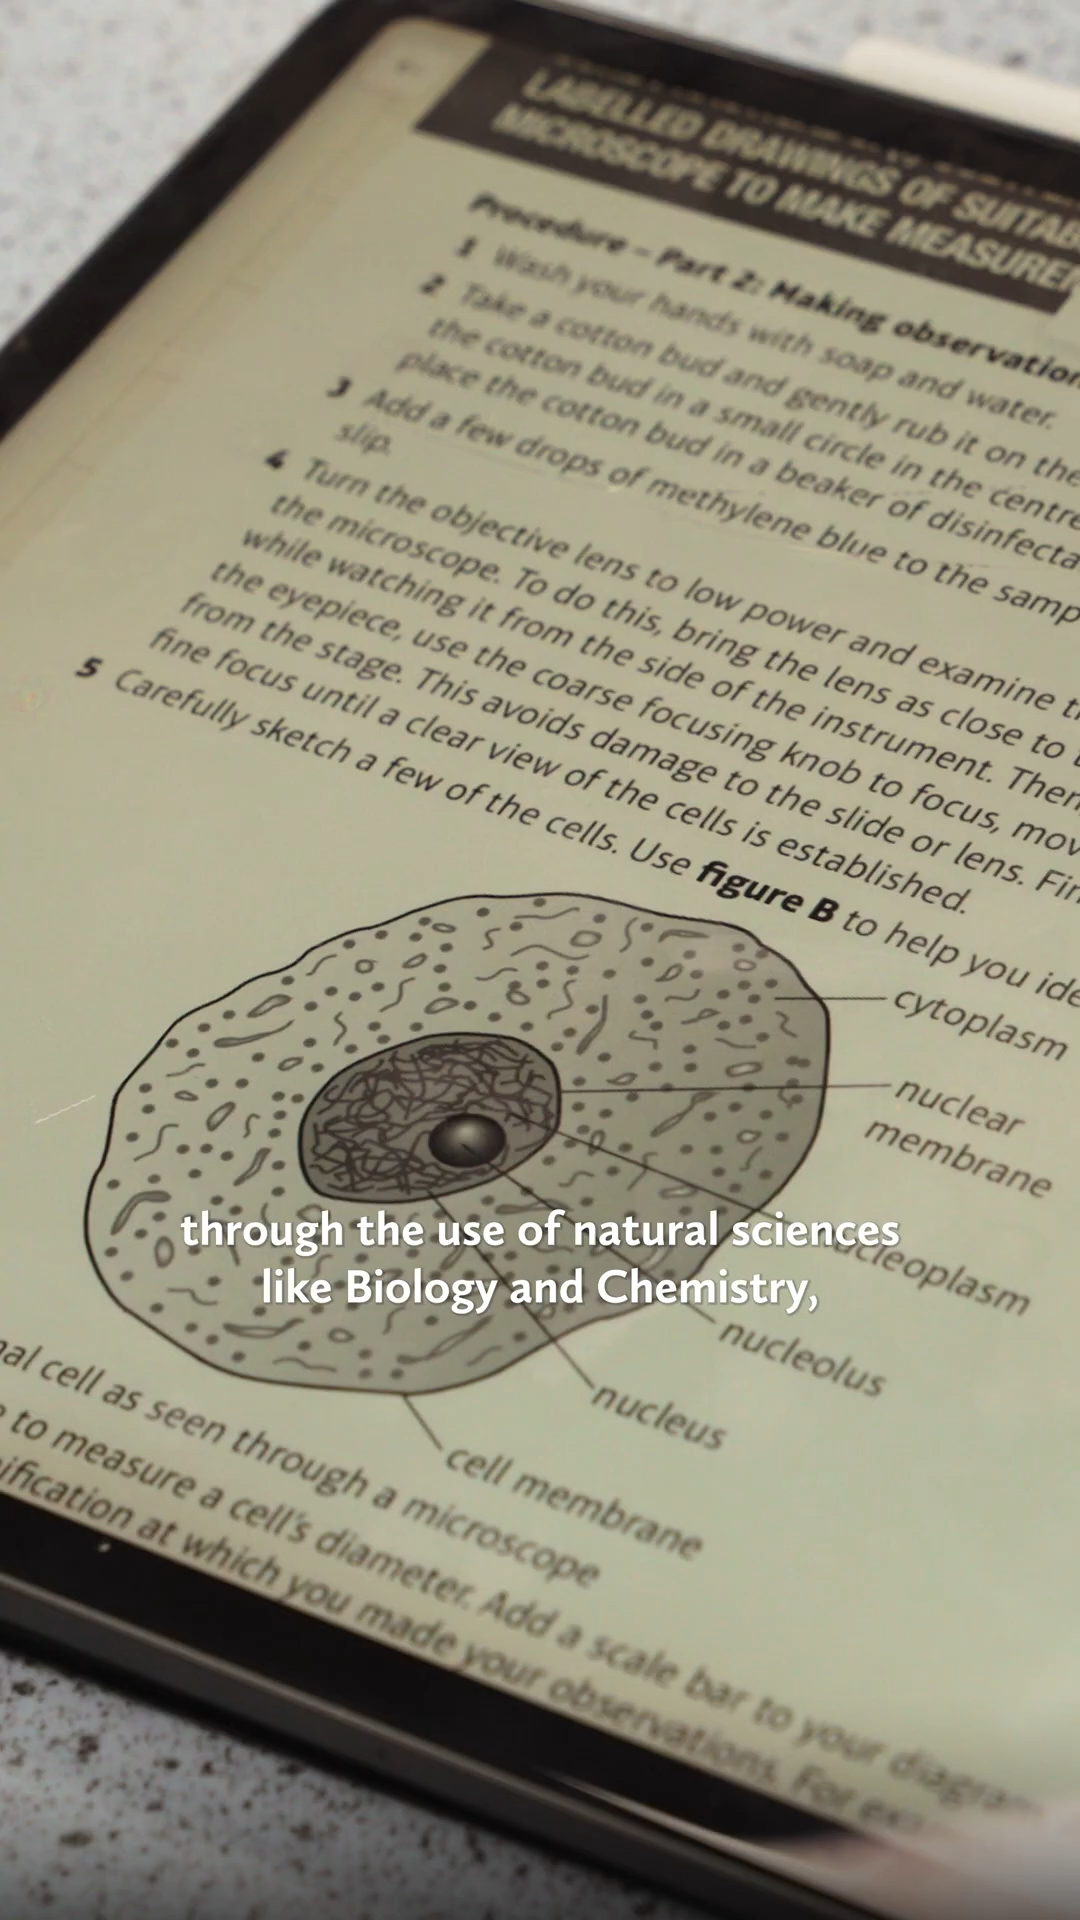 LABELLED DRAWINGS OF SUITAB
MICROSCOPE TO MAKE MEASUREM
Procedure – Part 2: Making observation
1 Wash your hands with soap and water.
2 Take a cotton bud and gently rub it on the
the cotton bud in a small circle in the centre
place the cotton bud in a beaker of disinfecta
3 Add a few drops of methylene blue to the samp
slip.
4 Turn the objective lens to low power and examine th
the microscope. To do this, bring the lens as close to t
while watching it from the side of the instrument. Then
the eyepiece, use the coarse focusing knob to focus, mov
from the stage. This avoids damage to the slide or lens. Fin
fine focus until a clear view of the cells is established.
5 Carefully sketch a few of the cells. Use figure B to help you ide
cytoplasm
nuclear
membrane
through the use of natural sciences
like Biology and Chemistry,
nucleoplasm
nucleolus
nucleus
cell membrane
nal cell as seen through a microscope
e to measure a cell's diameter. Add a scale bar to your diagram
nification at which you made your observations. For exa